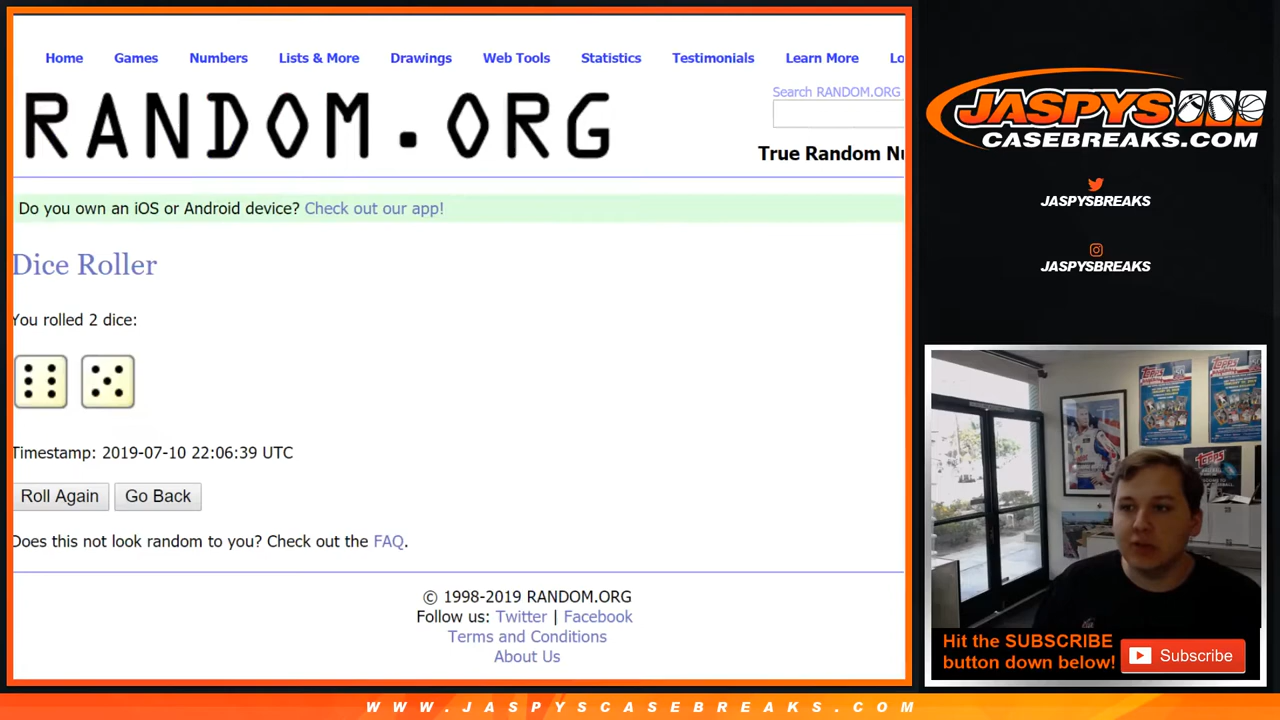 Home Games Numbers Lists & More Drawings Web Tools Statistics Testimonials Learn More
RANDOM.ORG
Search RANDOM.ORG
True Random
Do you own an iOS or Android device? Check out our app!
Dice Roller
You rolled 2 dice:
Timestamp: 2019-07-10 22:06:39 UTC
Roll Again Go Back
Does this not look random to you? Check out the FAQ.
© 1998-2019 RANDOM.ORG
Follow us: Twitter | Facebook
Terms and Conditions
About Us
JASPYS
CASEBREAKS.COM
JASPYSBREAKS
JASPYSBREAKS
TOPPS
TOPPS
TOPPS
Hit the SUBSCRIBE
button down below!
Subscribe
WWW.JASPYSCASEBREAKS.COM